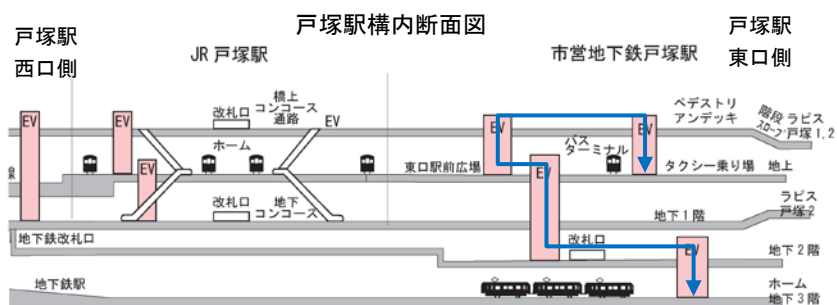 戸塚駅構内断面図
戸塚駅
西口側
JR 戸塚駅
市営地下鉄戸塚駅
戸塚駅
東口側
EV
EV
改札口
橋上
コンコース
通路
EV
EV
EV
ペデストリ
アンデッキ
階段
スロープ
ラピス
戸塚1,2
ホーム
EV
東口駅前広場
バス
ターミナル
EV
タクシー乗り場
地上
線
改札口
地下
コンコース
地下1階
ラピス
戸塚2
地下鉄改札口
改札口
EV
地下2階
地下鉄駅
ホーム
地下3階